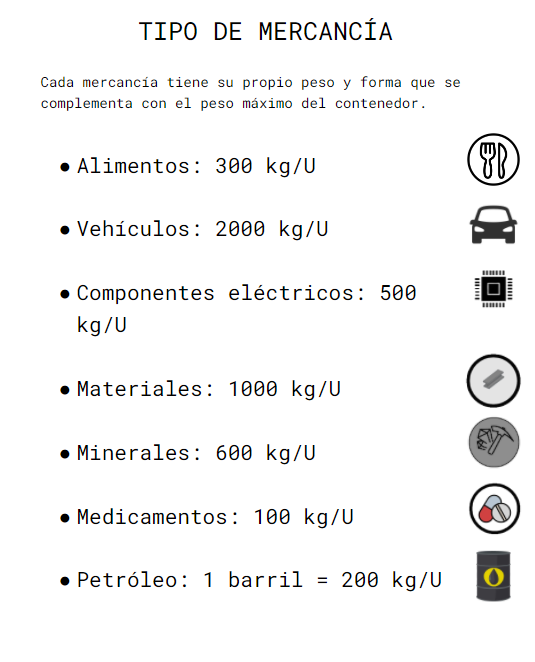 TIPO DE MERCANCÍA
Cada mercancía tiene su propio peso y forma que se
complementa con el peso máximo del contenedor.
● Alimentos: 300 kg/U
● Vehículos: 2000 kg/U
● Componentes eléctricos: 500
kg/U
● Materiales: 1000 kg/U
● Minerales: 600 kg/U
● Medicamentos: 100 kg/U
● Petróleo: 1 barril = 200 kg/U